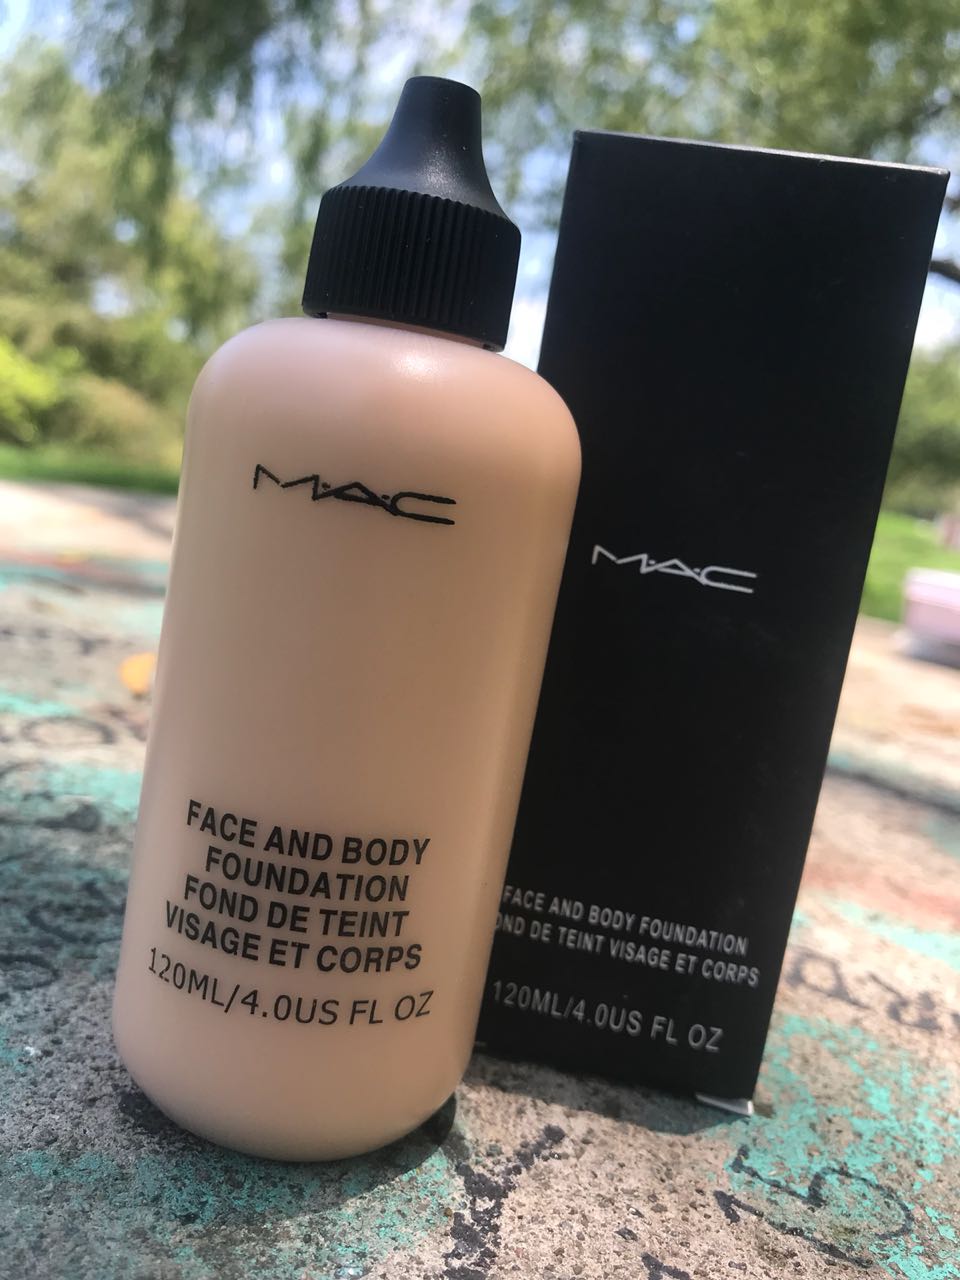 M·A·C
FACE AND BODY
FOUNDATION
FOND DE TEINT
VISAGE ET CORPS
120ML/4.0US FL OZ
M·A·C
FACE AND BODY FOUNDATION
DE TEINT VISAGE ET CORPS
120ML/4.0US FL OZ